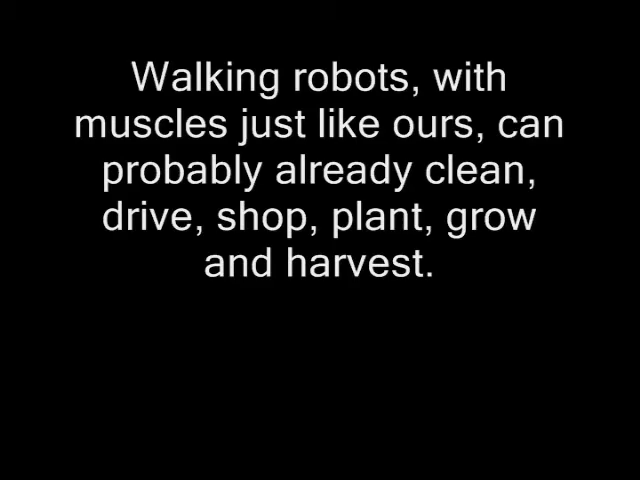 Walking robots, with
muscles just like ours, can
probably already clean,
drive, shop, plant, grow
and harvest.